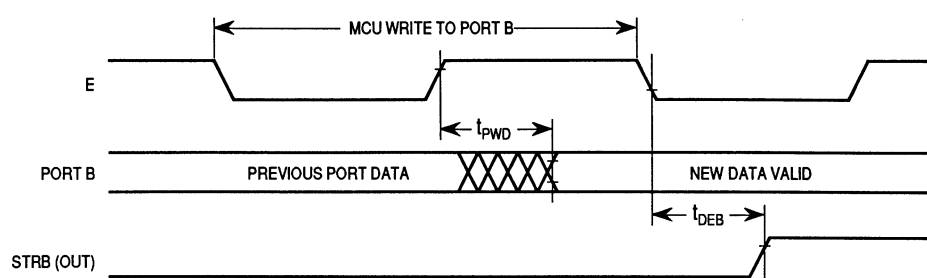 MCU WRITE TO PORT B
E
tPWD
PORT B
PREVIOUS PORT DATA
NEW DATA VALID
tDEB
STRB (OUT)